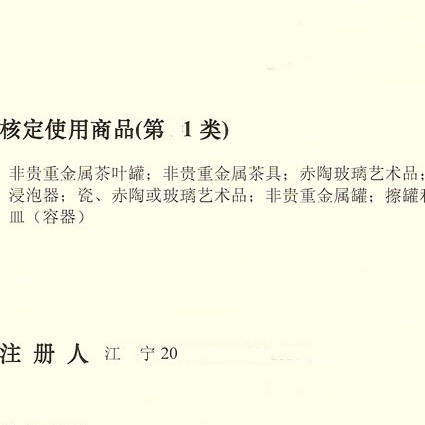 核定使用商品(第 1 类)
非贵重金属茶叶罐；非贵重金属茶具；赤陶玻璃艺术品；
浸泡器；瓷、赤陶或玻璃艺术品；非贵重金属罐；擦罐和
皿（容器）
注 册 人 江 宁 20